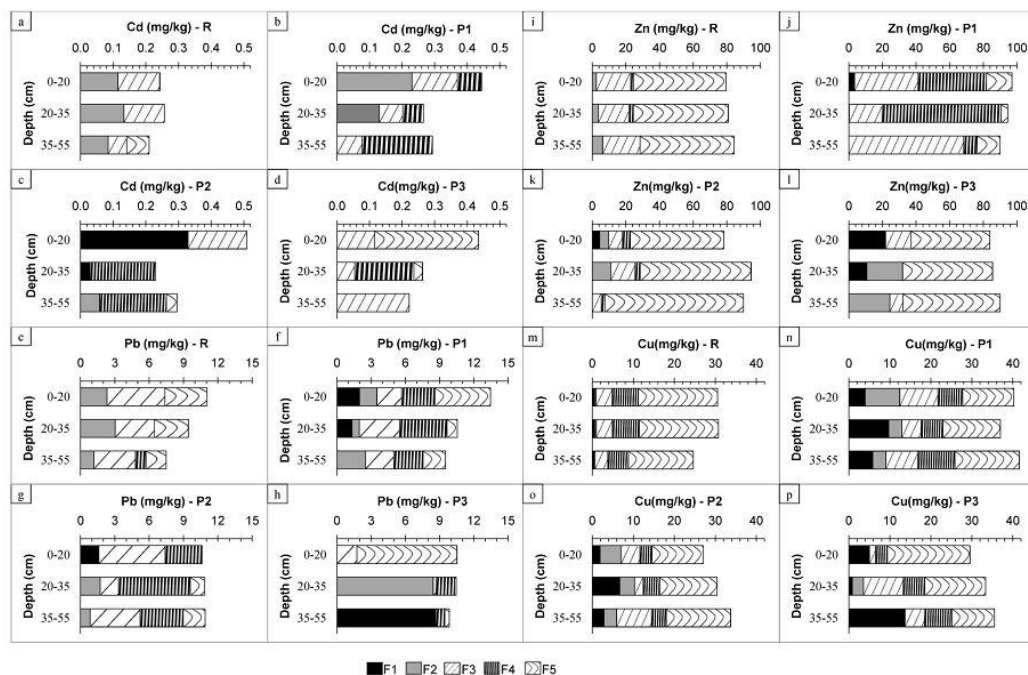 a Cd (mg/kg) - R
0.0 0.1 0.2 0.3 0.4 0.5
Depth (cm)
0-20
20-35
35-55
b Cd (mg/kg) - P1
0.0 0.1 0.2 0.3 0.4 0.5
0-20
20-35
35-55
i Zn (mg/kg) - R
0 20 40 60 80 100
Depth (cm)
0-20
20-35
35-55
j Zn (mg/kg) - P1
0 20 40 60 80 100
Depth (cm)
0-20
20-35
35-55
c Cd (mg/kg) - P2
0.0 0.1 0.2 0.3 0.4 0.5
Depth (cm)
0-20
20-35
35-55
d Cd(mg/kg) - P3
0.0 0.1 0.2 0.3 0.4 0.5
Depth (cm)
0-20
20-35
35-55
k Zn(mg/kg) - P2
0 20 40 60 80 100
Depth (cm)
0-20
20-35
35-55
l Zn(mg/kg) - P3
0 20 40 60 80 100
Depth (cm)
0-20
20-35
35-55
e Pb (mg/kg) - R
0 3 6 9 12 15
Depth (cm)
0-20
20-35
35-55
f Pb (mg/kg) - P1
0 3 6 9 12 15
Depth (cm)
0-20
20-35
35-55
m Cu(mg/kg) - R
0 10 20 30 40
Depth (cm)
0-20
20-35
35-55
n Cu(mg/kg) - P1
0 10 20 30 40
Depth (cm)
0-20
20-35
35-55
g Pb (mg/kg) - P2
0 3 6 9 12 15
Depth (cm)
0-20
20-35
35-55
h Pb (mg/kg) - P3
0 3 6 9 12 15
Depth (cm)
0-20
20-35
35-55
o Cu(mg/kg) - P2
0 10 20 30 40
Depth (cm)
0-20
20-35
35-55
p Cu(mg/kg) - P3
0 10 20 30 40
Depth (cm)
0-20
20-35
35-55
F1 F2 F3 F4 F5